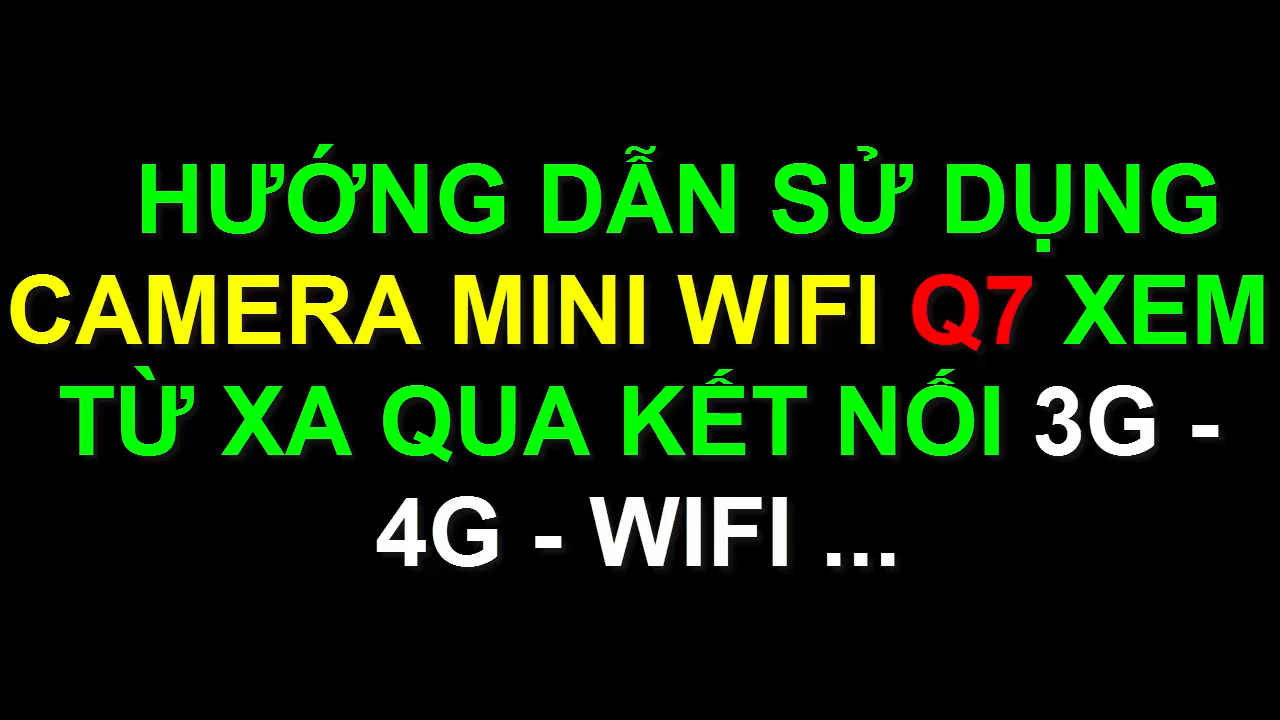 HƯỚNG DẪN SỬ DỤNG
CAMERA MINI WIFI Q7 XEM
TỪ XA QUA KẾT NỐI 3G -
4G - WIFI ...